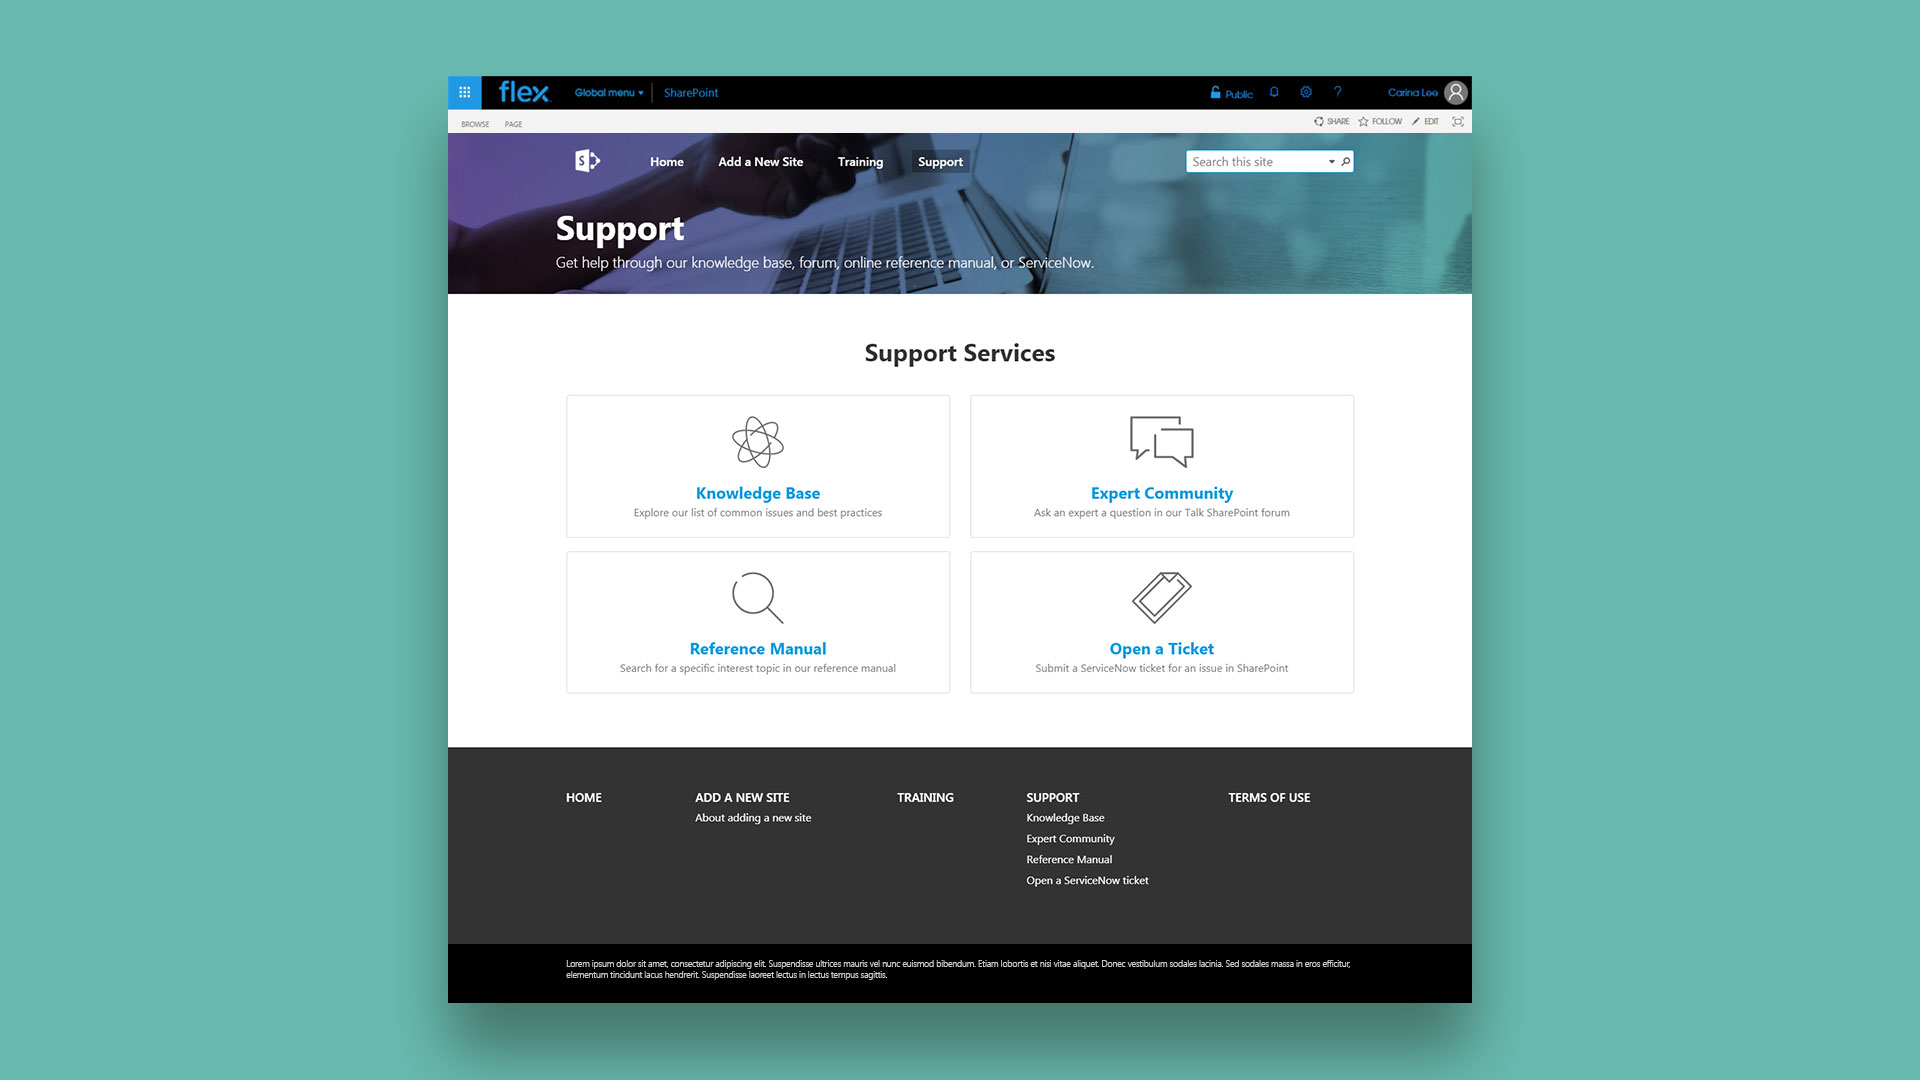 flex Global menu SharePoint Public ? Carina Lee
BROWSE PAGE SHARE FOLLOW EDIT
S Home Add a New Site Training Support Search this site
Support
Get help through our knowledge base, forum, online reference manual, or ServiceNow.
Support Services
Knowledge Base
Explore our list of common issues and best practices
Expert Community
Ask an expert a question in our Talk SharePoint forum
Reference Manual
Search for a specific interest topic in our reference manual
Open a Ticket
Submit a ServiceNow ticket for an issue in SharePoint
HOME
ADD A NEW SITE
About adding a new site
TRAINING
SUPPORT
Knowledge Base
Expert Community
Reference Manual
Open a ServiceNow ticket
TERMS OF USE
Lorem ipsum dolor sit amet, consectetur adipiscing elit. Suspendisse ultrices mauris vel nunc euismod bibendum. Etiam lobortis et nisi vitae aliquet. Donec vestibulum sodales lacinia. Sed sodales massa in eros efficitur,
elementum tincidunt lacus hendrerit. Suspendisse laoreet lectus in lectus tempus sagittis.